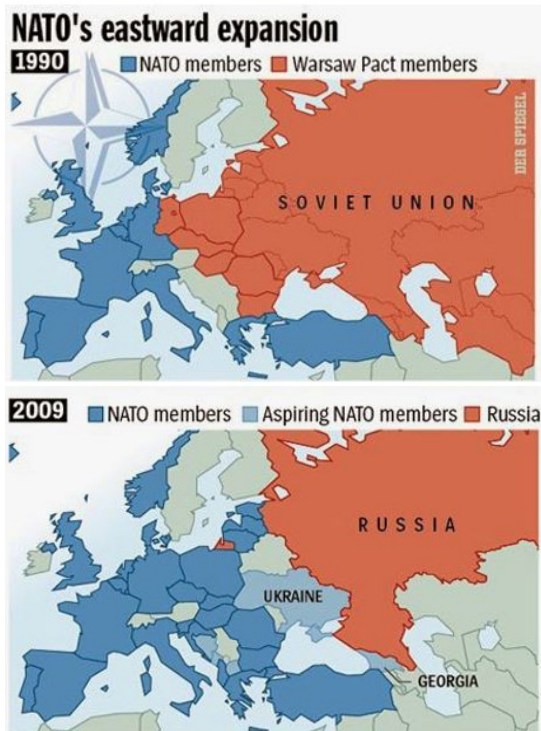 NATO's eastward expansion
1990 NATO members Warsaw Pact members
DER SPIEGEL
SOVIET UNION
2009 NATO members Aspiring NATO members Russia
RUSSIA
UKRAINE
GEORGIA